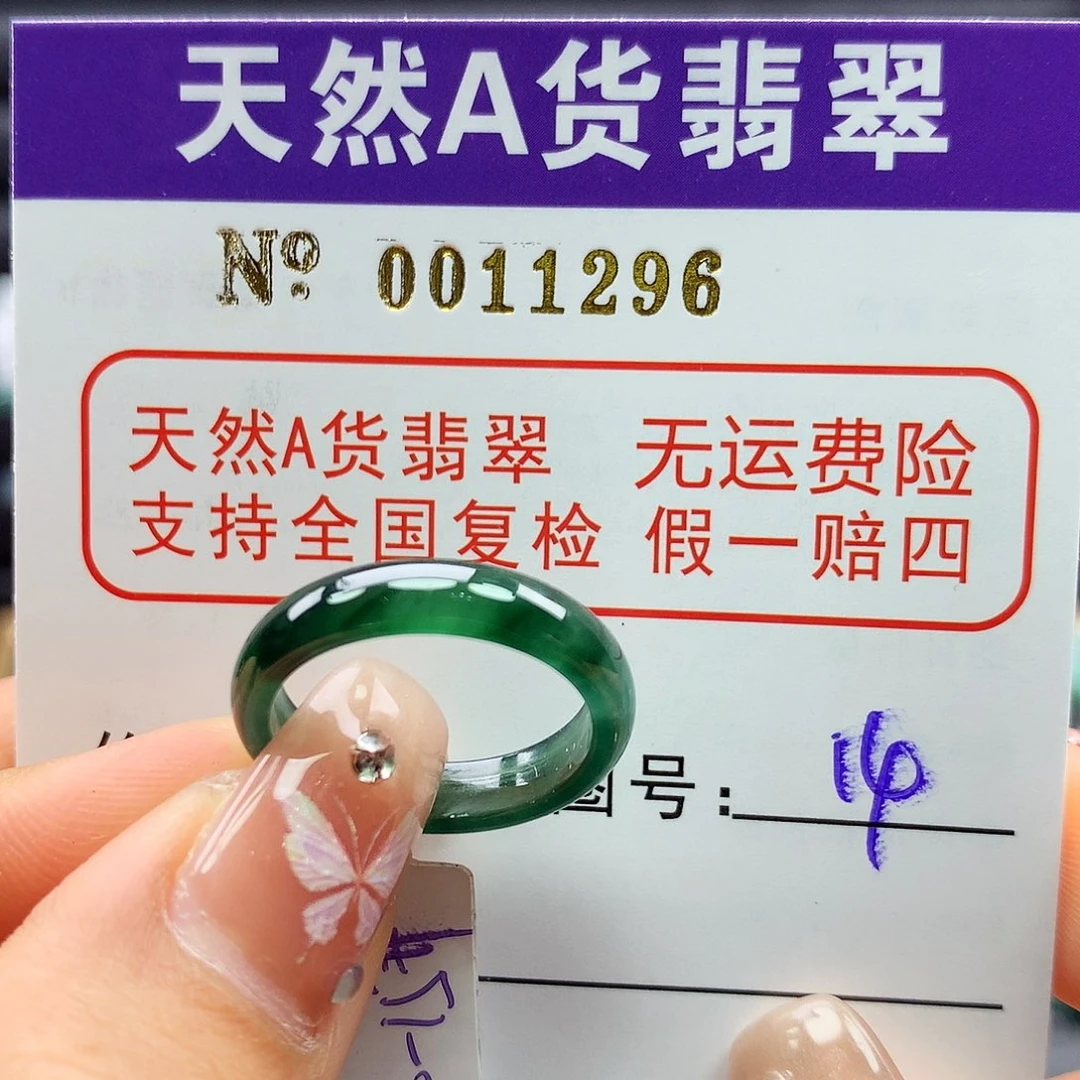 天然A货翡翠
Nº 0011296
天然A货翡翠 无运费险
支持全国复检 假一赔四
圈号: